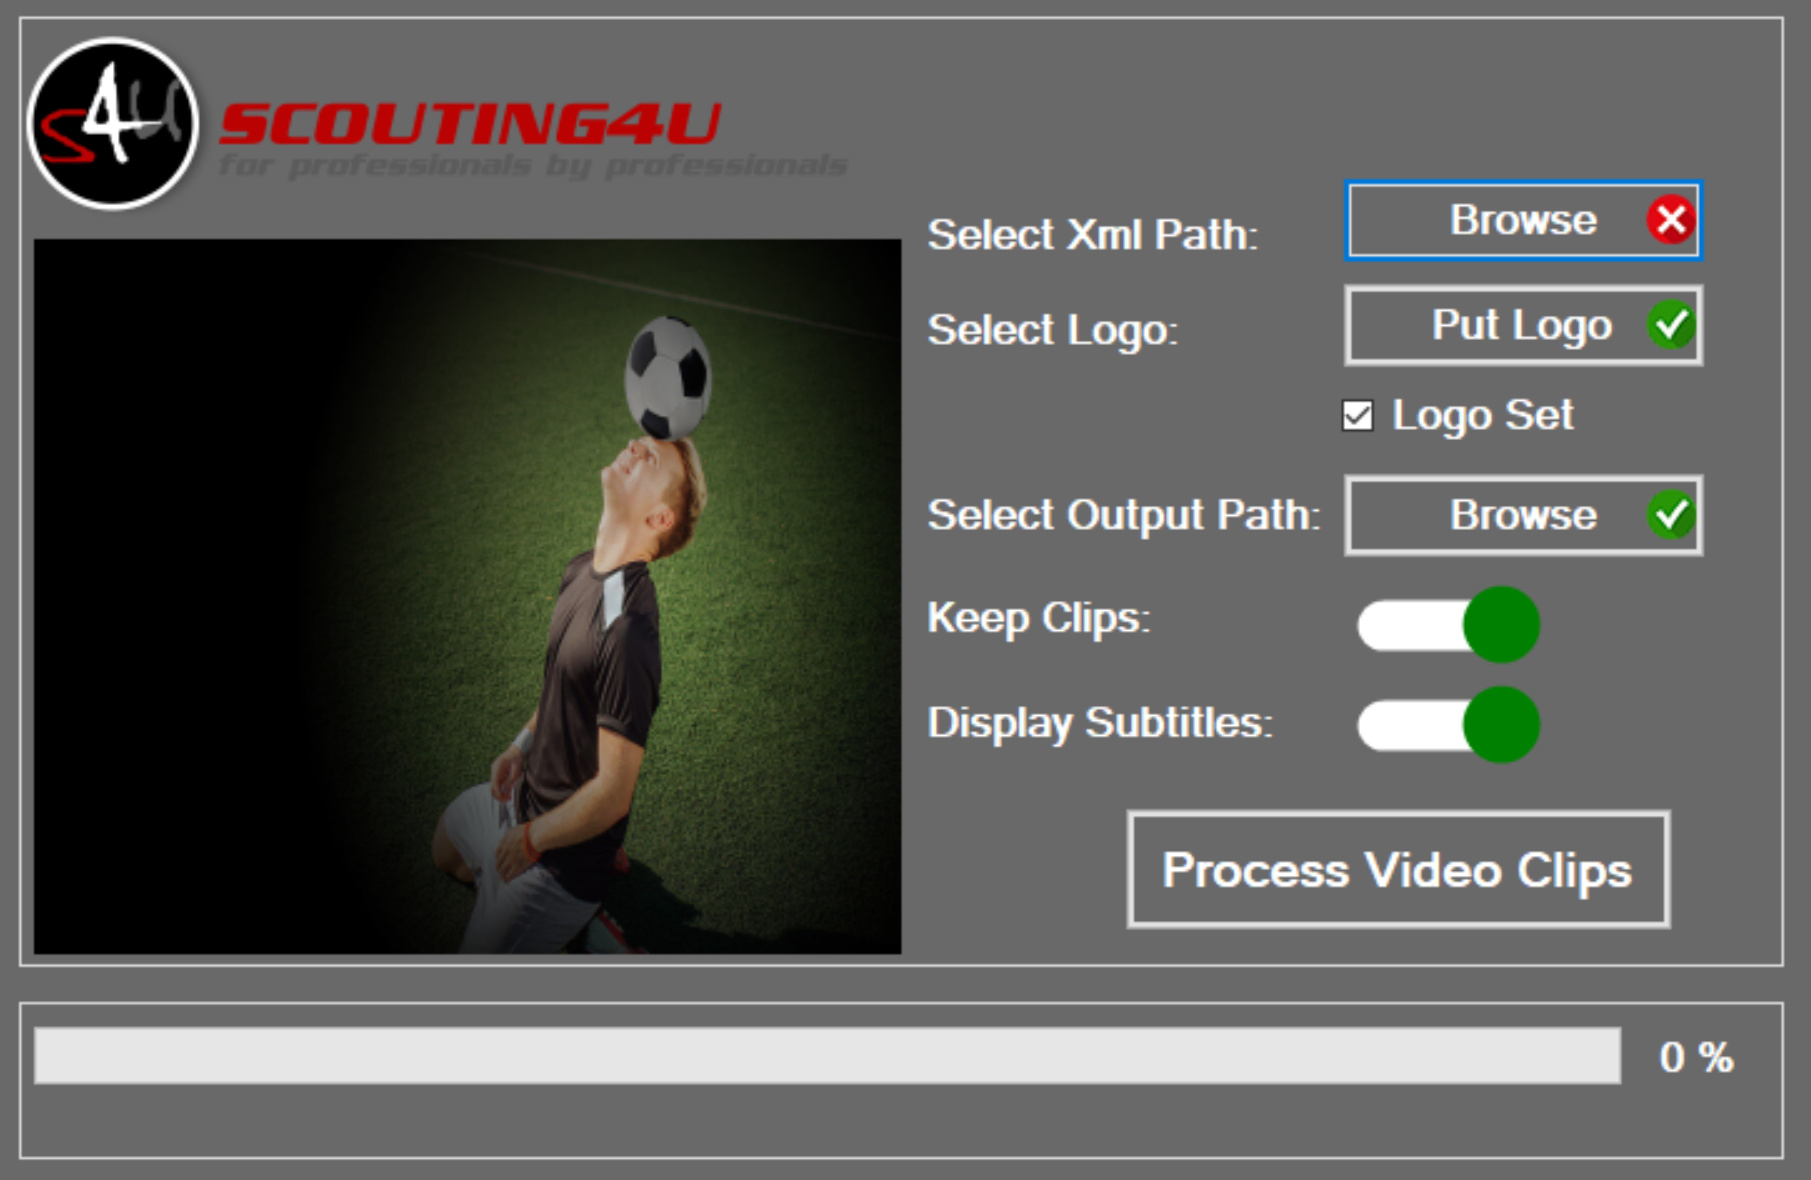 S4U
SCOUTING4U
for professionals by professionals
Select Xml Path:
Browse
Select Logo:
Put Logo
Logo Set
Select Output Path:
Browse
Keep Clips:
Display Subtitles:
Process Video Clips
0 %